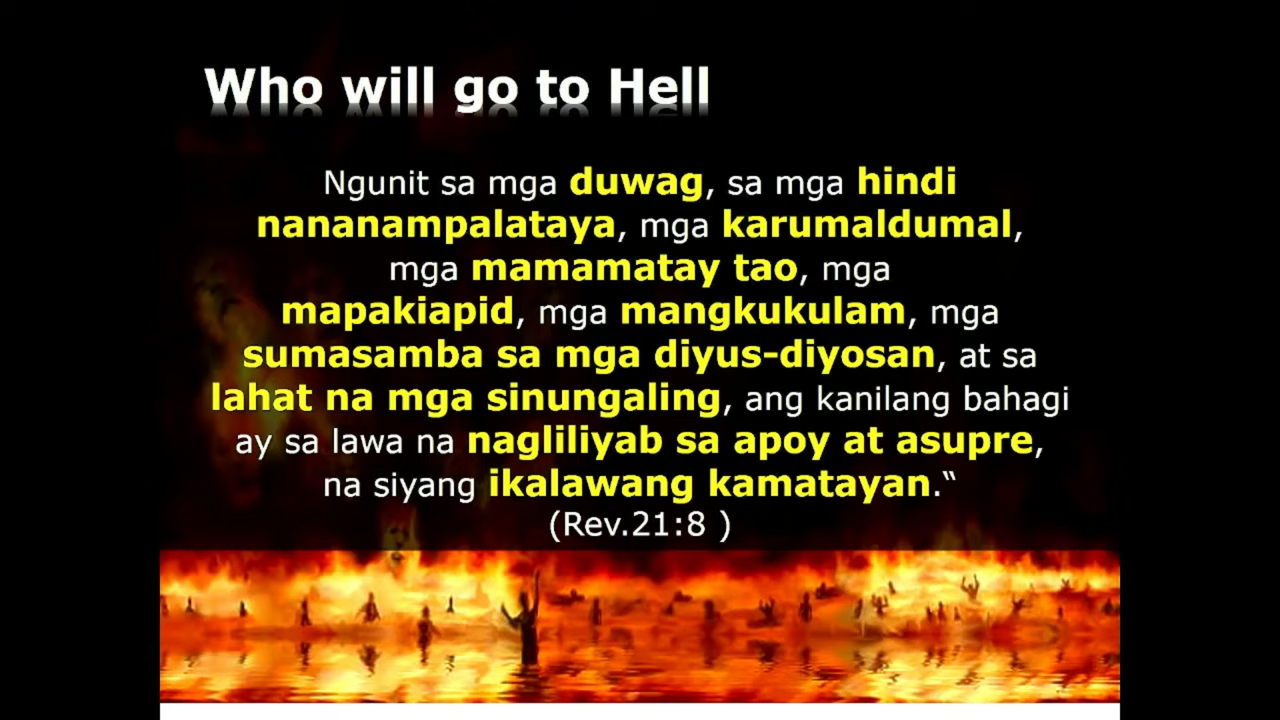 Who will go to Hell
Ngunit sa mga duwag, sa mga hindi
nananampalataya, mga karumaldumal,
mga mamamatay tao, mga
mapakiapid, mga mangkukulam, mga
sumasamba sa mga diyus-diyosan, at sa
lahat na mga sinungaling, ang kanilang bahagi
ay sa lawa na nagliliyab sa apoy at asupre,
na siyang ikalawang kamatayan.“
(Rev.21:8 )